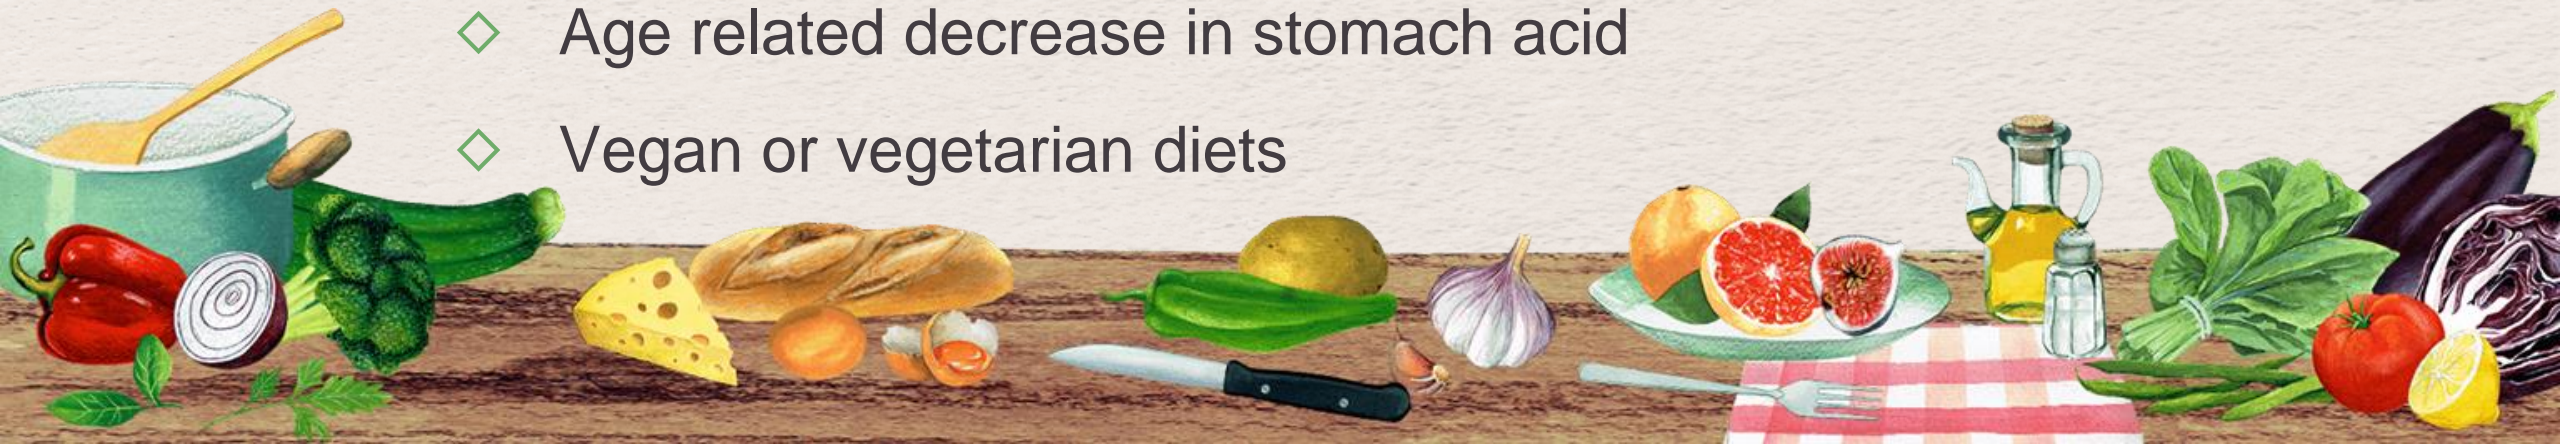 Age related decrease in stomach acid
Vegan or vegetarian diets